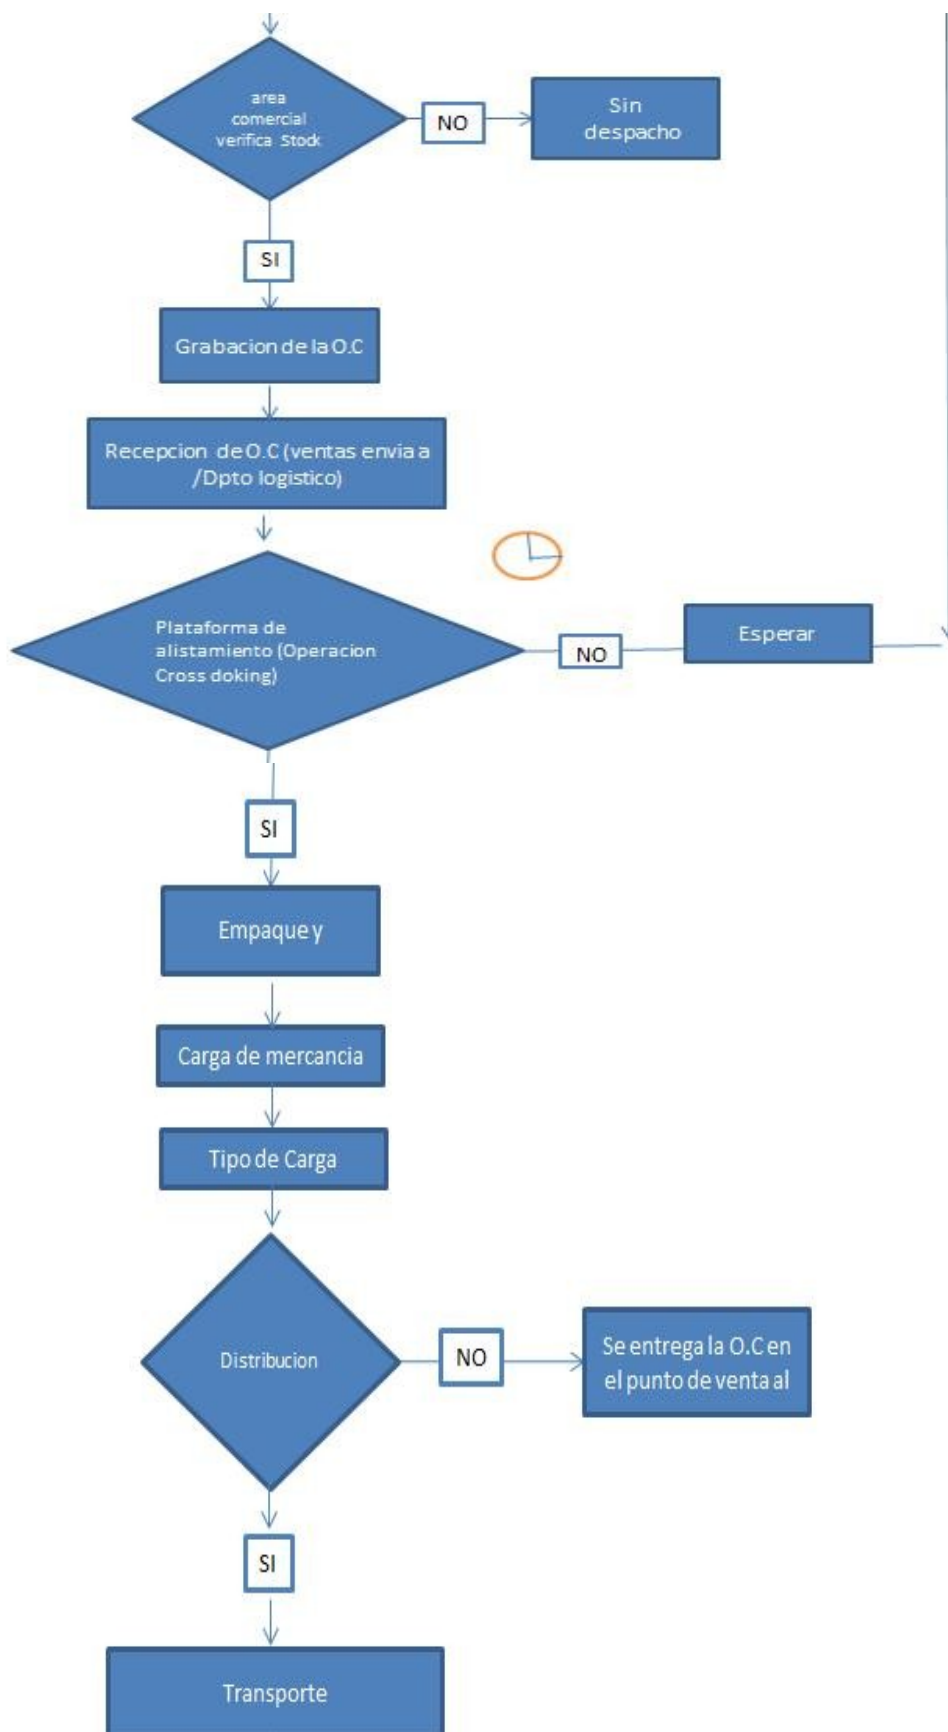 area
comercial
verifica Stock
NO
Sin
despacho
SI
Grabacion de la O.C
Recepcion de O.C (ventas envia a
/Dpto logistico)
Plataforma de
alistamiento (Operacion
Cross doking)
NO
Esperar
SI
Empaque y
Carga de mercancia
Tipo de Carga
Distribucion
NO
Se entrega la O.C en
el punto de venta al
SI
Transporte